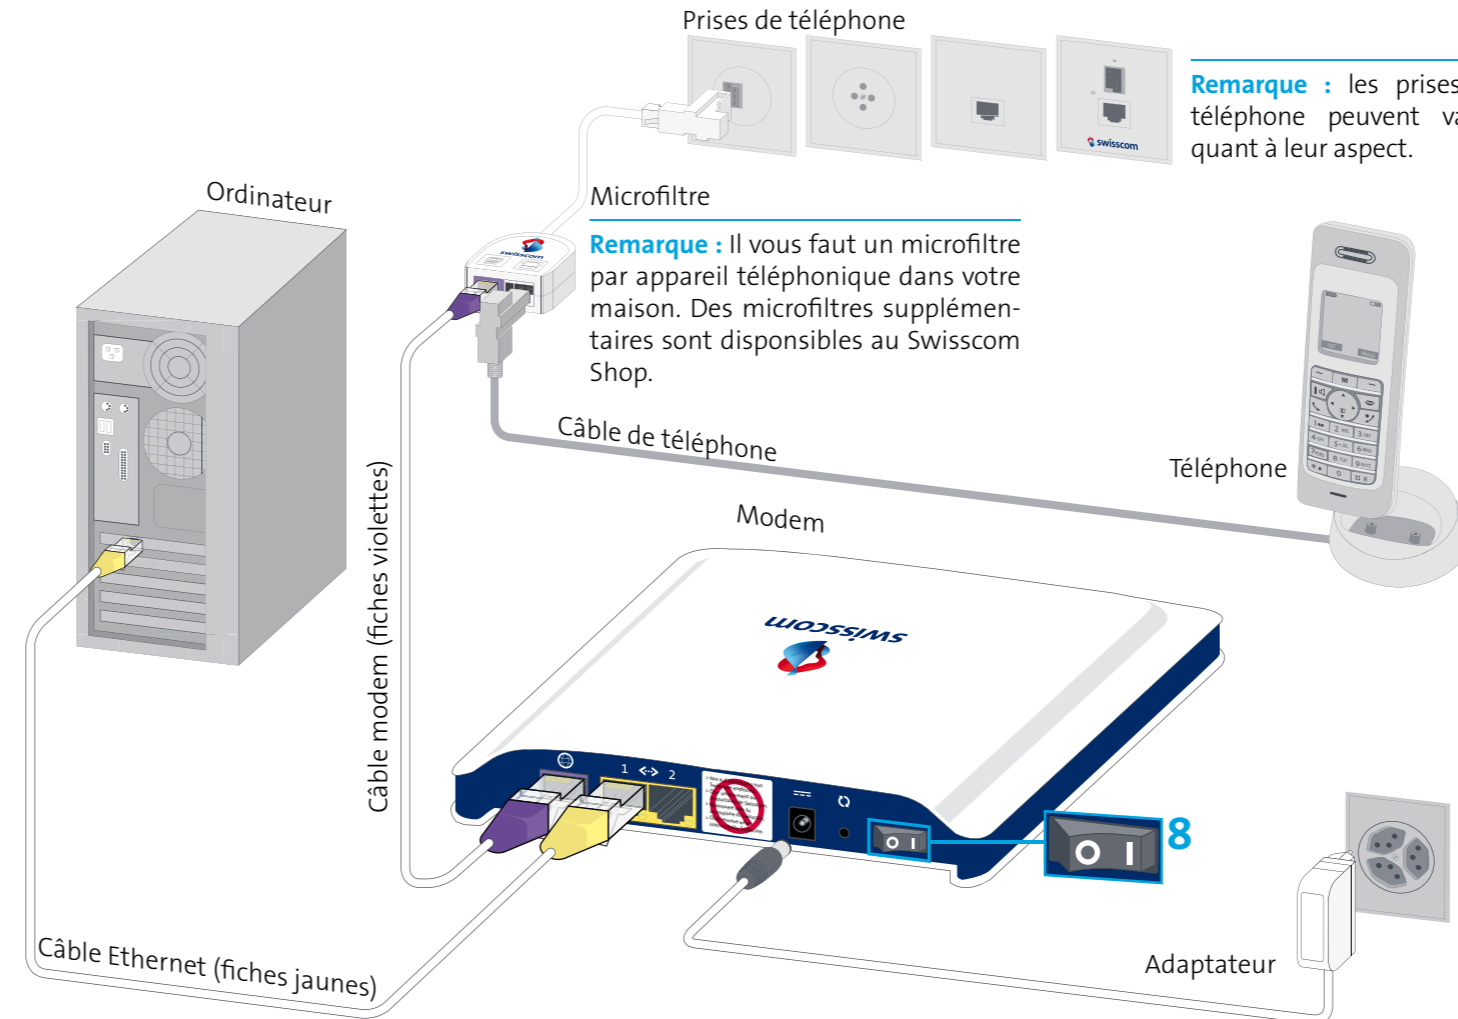 Prises de téléphone
swisscom
Remarque : les prises
téléphone peuvent va
quant à leur aspect.
Ordinateur
Microfiltre
swisscom
Remarque : Il vous faut un microfiltre
par appareil téléphonique dans votre
maison. Des microfiltres supplémen-
taires sont disponsibles au Swisscom
Shop.
Câble de téléphone
Téléphone
Modem
Câble modem (fiches violettes)
swisscom
1 2
O I
O I
8
Câble Ethernet (fiches jaunes)
Adaptateur